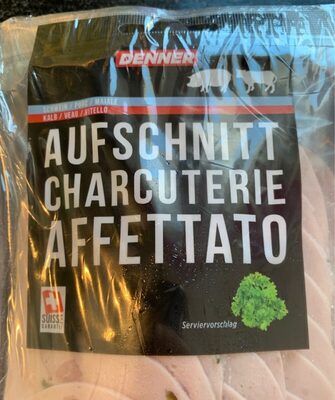 DENNER
SCHWEIN / PORC / MAIALE
KALB / VEAU / VITELLO
AUFSCHNITT
CHARCUTERIE
AFFETTATO
SUISSE
GARANTIE
Serviervorschlag